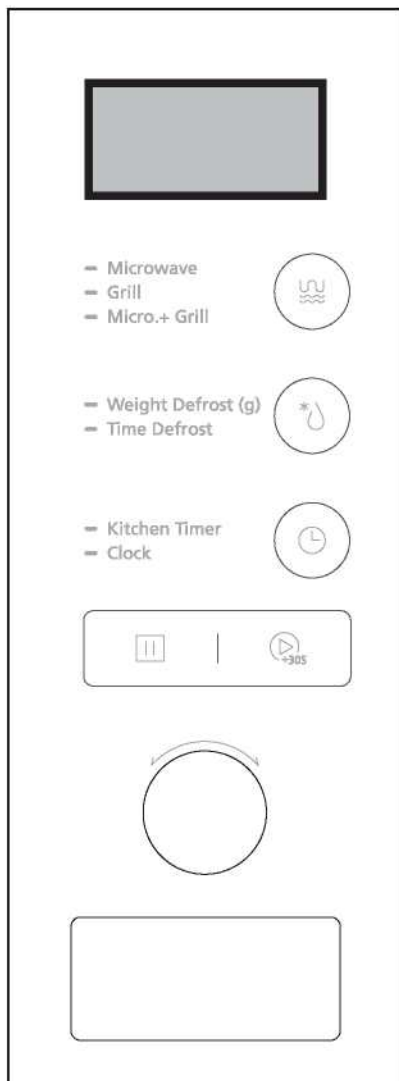 Microwave
Grill
Micro.+ Grill
Weight Defrost (g)
Time Defrost
Kitchen Timer
Clock
+30S